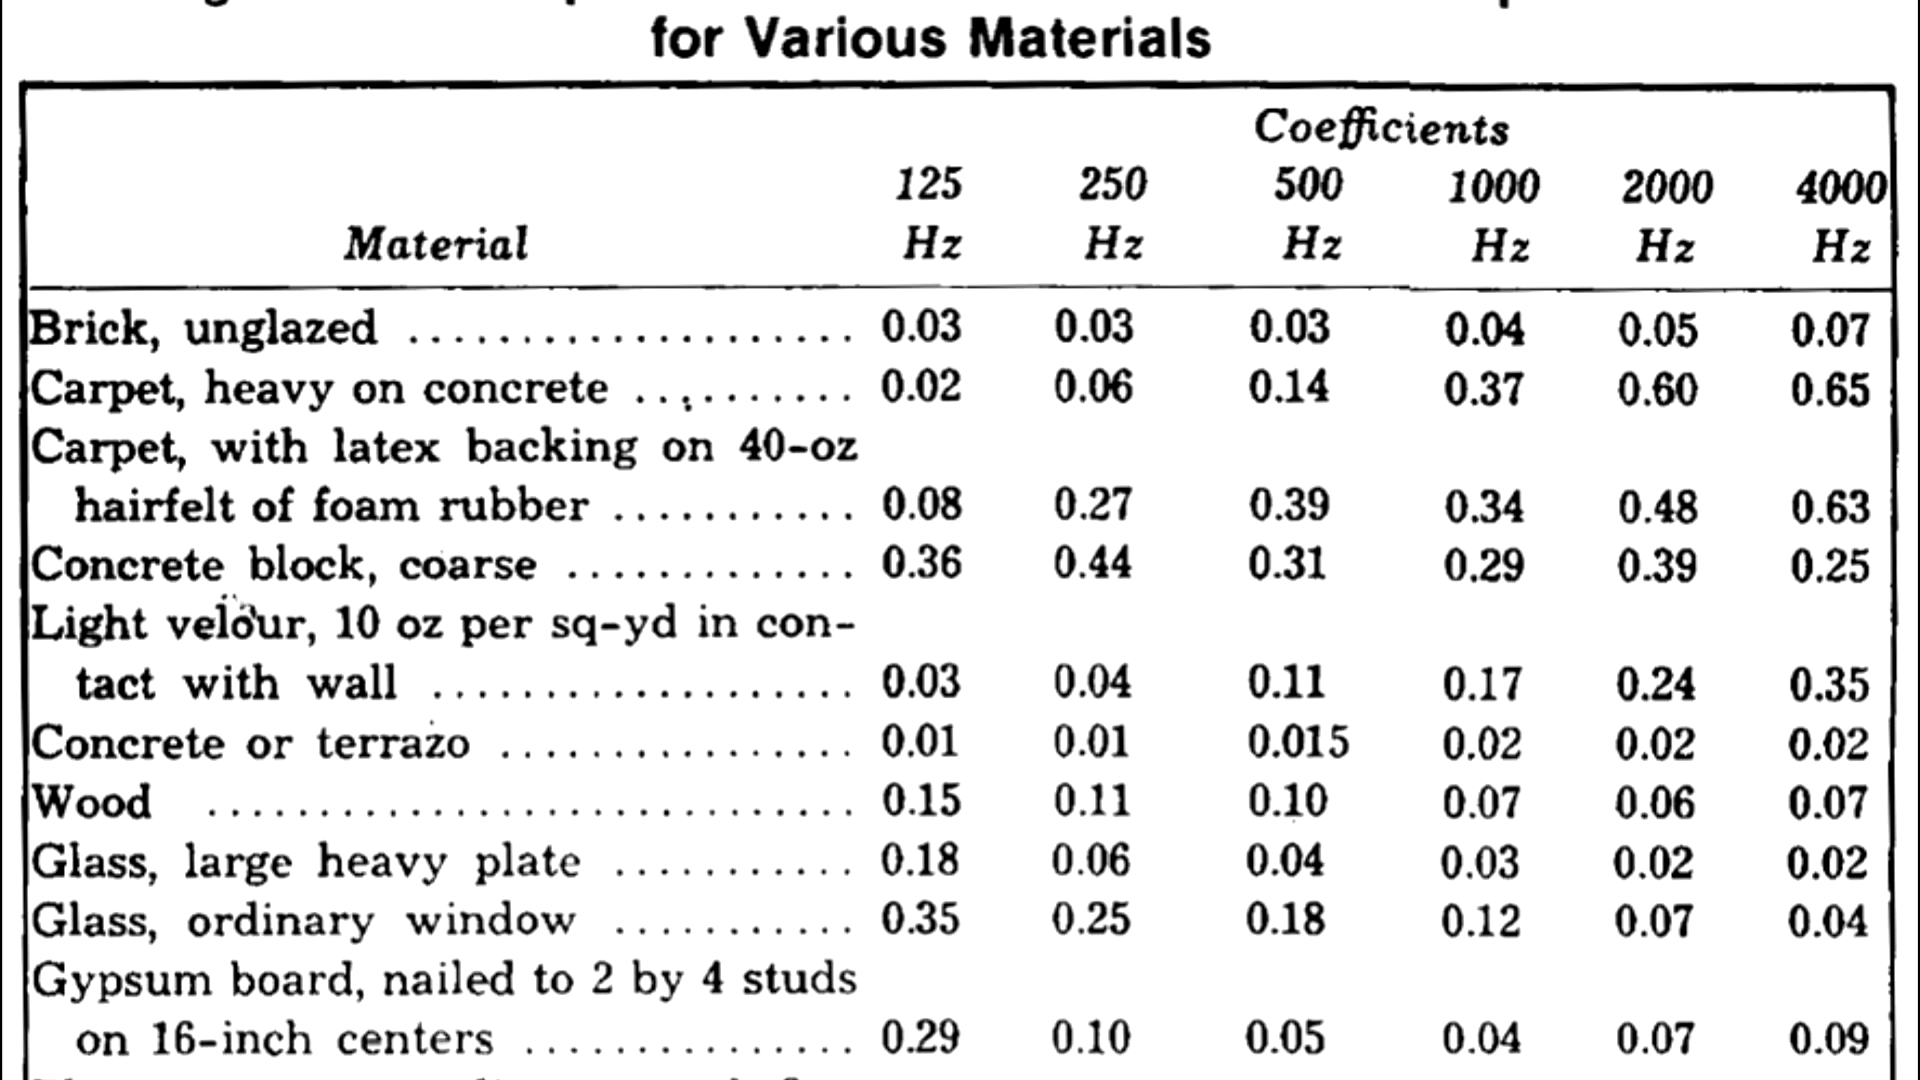 for Various Materials
Coefficients
125 250 500 1000 2000 4000
Material Hz Hz Hz Hz Hz Hz
Brick, unglazed .................... 0.03 0.03 0.03 0.04 0.05 0.07
Carpet, heavy on concrete .......... 0.02 0.06 0.14 0.37 0.60 0.65
Carpet, with latex backing on 40-oz
hairfelt of foam rubber ........... 0.08 0.27 0.39 0.34 0.48 0.63
Concrete block, coarse ............. 0.36 0.44 0.31 0.29 0.39 0.25
Light velour, 10 oz per sq-yd in con-
tact with wall ................... 0.03 0.04 0.11 0.17 0.24 0.35
Concrete or terrazo ................ 0.01 0.01 0.015 0.02 0.02 0.02
Wood ............................. 0.15 0.11 0.10 0.07 0.06 0.07
Glass, large heavy plate ........... 0.18 0.06 0.04 0.03 0.02 0.02
Glass, ordinary window ........... 0.35 0.25 0.18 0.12 0.07 0.04
Gypsum board, nailed to 2 by 4 studs
on 16-inch centers ............... 0.29 0.10 0.05 0.04 0.07 0.09